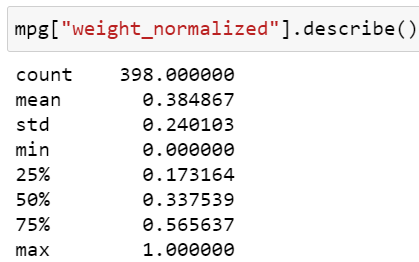 mpg["weight_normalized"].describe()
count    398.000000
mean       0.384867
std        0.240103
min        0.000000
25%        0.173164
50%        0.337539
75%        0.565637
max        1.000000